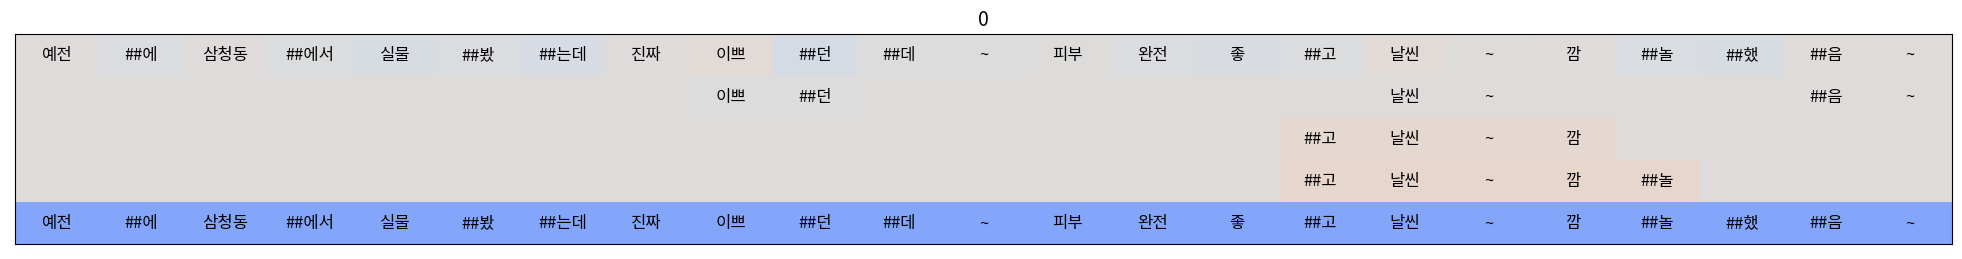 0
예전 ##에 삼청동 ##에서 실물 ##봤 ##는데 진짜 이쁘 ##던 ##데 ~ 피부 완전 좋 ##고 날씬 ~ 깜 ##놀 ##했 ##음 ~
이쁘 ##던 날씬 ~ ##음 ~
##고 날씬 ~ 깜
##고 날씬 ~ 깜 ##놀
예전 ##에 삼청동 ##에서 실물 ##봤 ##는데 진짜 이쁘 ##던 ##데 ~ 피부 완전 좋 ##고 날씬 ~ 깜 ##놀 ##했 ##음 ~